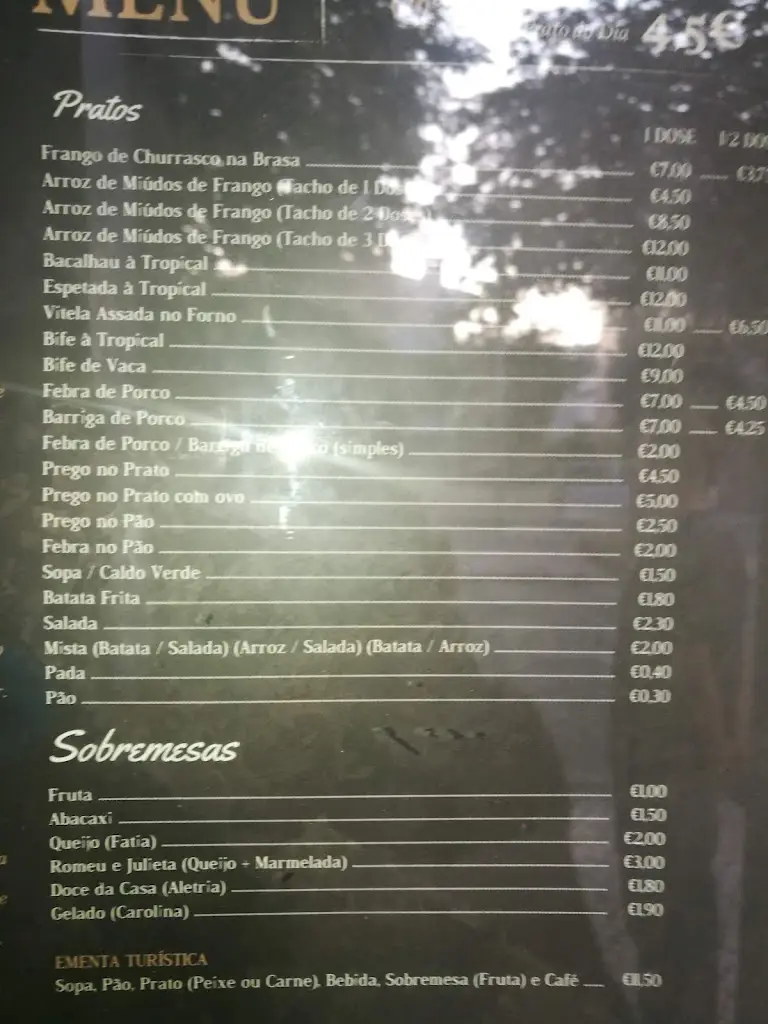 MENU
Prato do Dia 4.5€
Pratos
1 DOSE 1/2
Frango de Churrasco na Brasa €7.00
Arroz de Miúdos de Frango (Tacho de 1 €4.50
Arroz de Miúdos de Frango (Tacho de 2 €8.50
Arroz de Miúdos de Frango (Tacho de 3 €12.00
Bacalhau à Tropical €11.00
Espetada à Tropical €12.00
Vitela Assada no Forno €11.00 €6.50
Bife à Tropical €12.00
Bife de Vaca €9.00
Febra de Porco €7.00 €4.50
Barriga de Porco €7.00 €4.25
Febra de Porco / Barriga de Porco (simples) €2.00
Prego no Prato €4.50
Prego no Prato com ovo €5.00
Prego no Pão €2.50
Febra no Pão €2.00
Sopa / Caldo Verde €1.50
Batata Frita €1.80
Salada €2.30
Mista (Batata / Salada) (Arroz / Salada) (Batata / Arroz) €2,00
Pada €0,40
Pão €0,30
Sobremesas
Fruta €1.00
Abacaxi €1.50
Queijo (Fatia) €2,00
Romeu e Julieta (Queijo + Marmelada) €3.00
Doce da Casa (Aletria) €1.80
Gelado (Carolina) €1.90
EMENTA TURÍSTICA
Sopa, Pão, Prato (Peixe ou Carne), Bebida, Sobremesa (Fruta) e Café €11.50